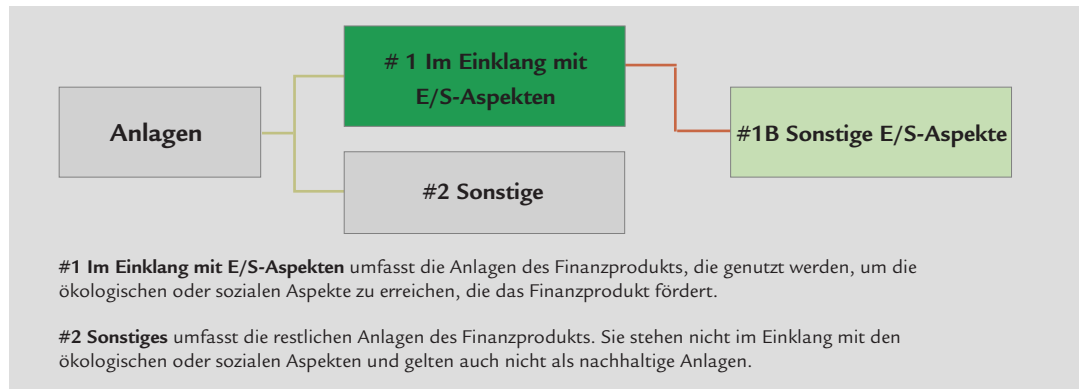 # 1 Im Einklang mit
E/S-Aspekten
Anlagen
#1B Sonstige E/S-Aspekte
#2 Sonstige
#1 Im Einklang mit E/S-Aspekten umfasst die Anlagen des Finanzprodukts, die genutzt werden, um die
ökologischen oder sozialen Aspekte zu erreichen, die das Finanzprodukt fördert.
#2 Sonstiges umfasst die restlichen Anlagen des Finanzprodukts. Sie stehen nicht im Einklang mit den
ökologischen oder sozialen Aspekten und gelten auch nicht als nachhaltige Anlagen.